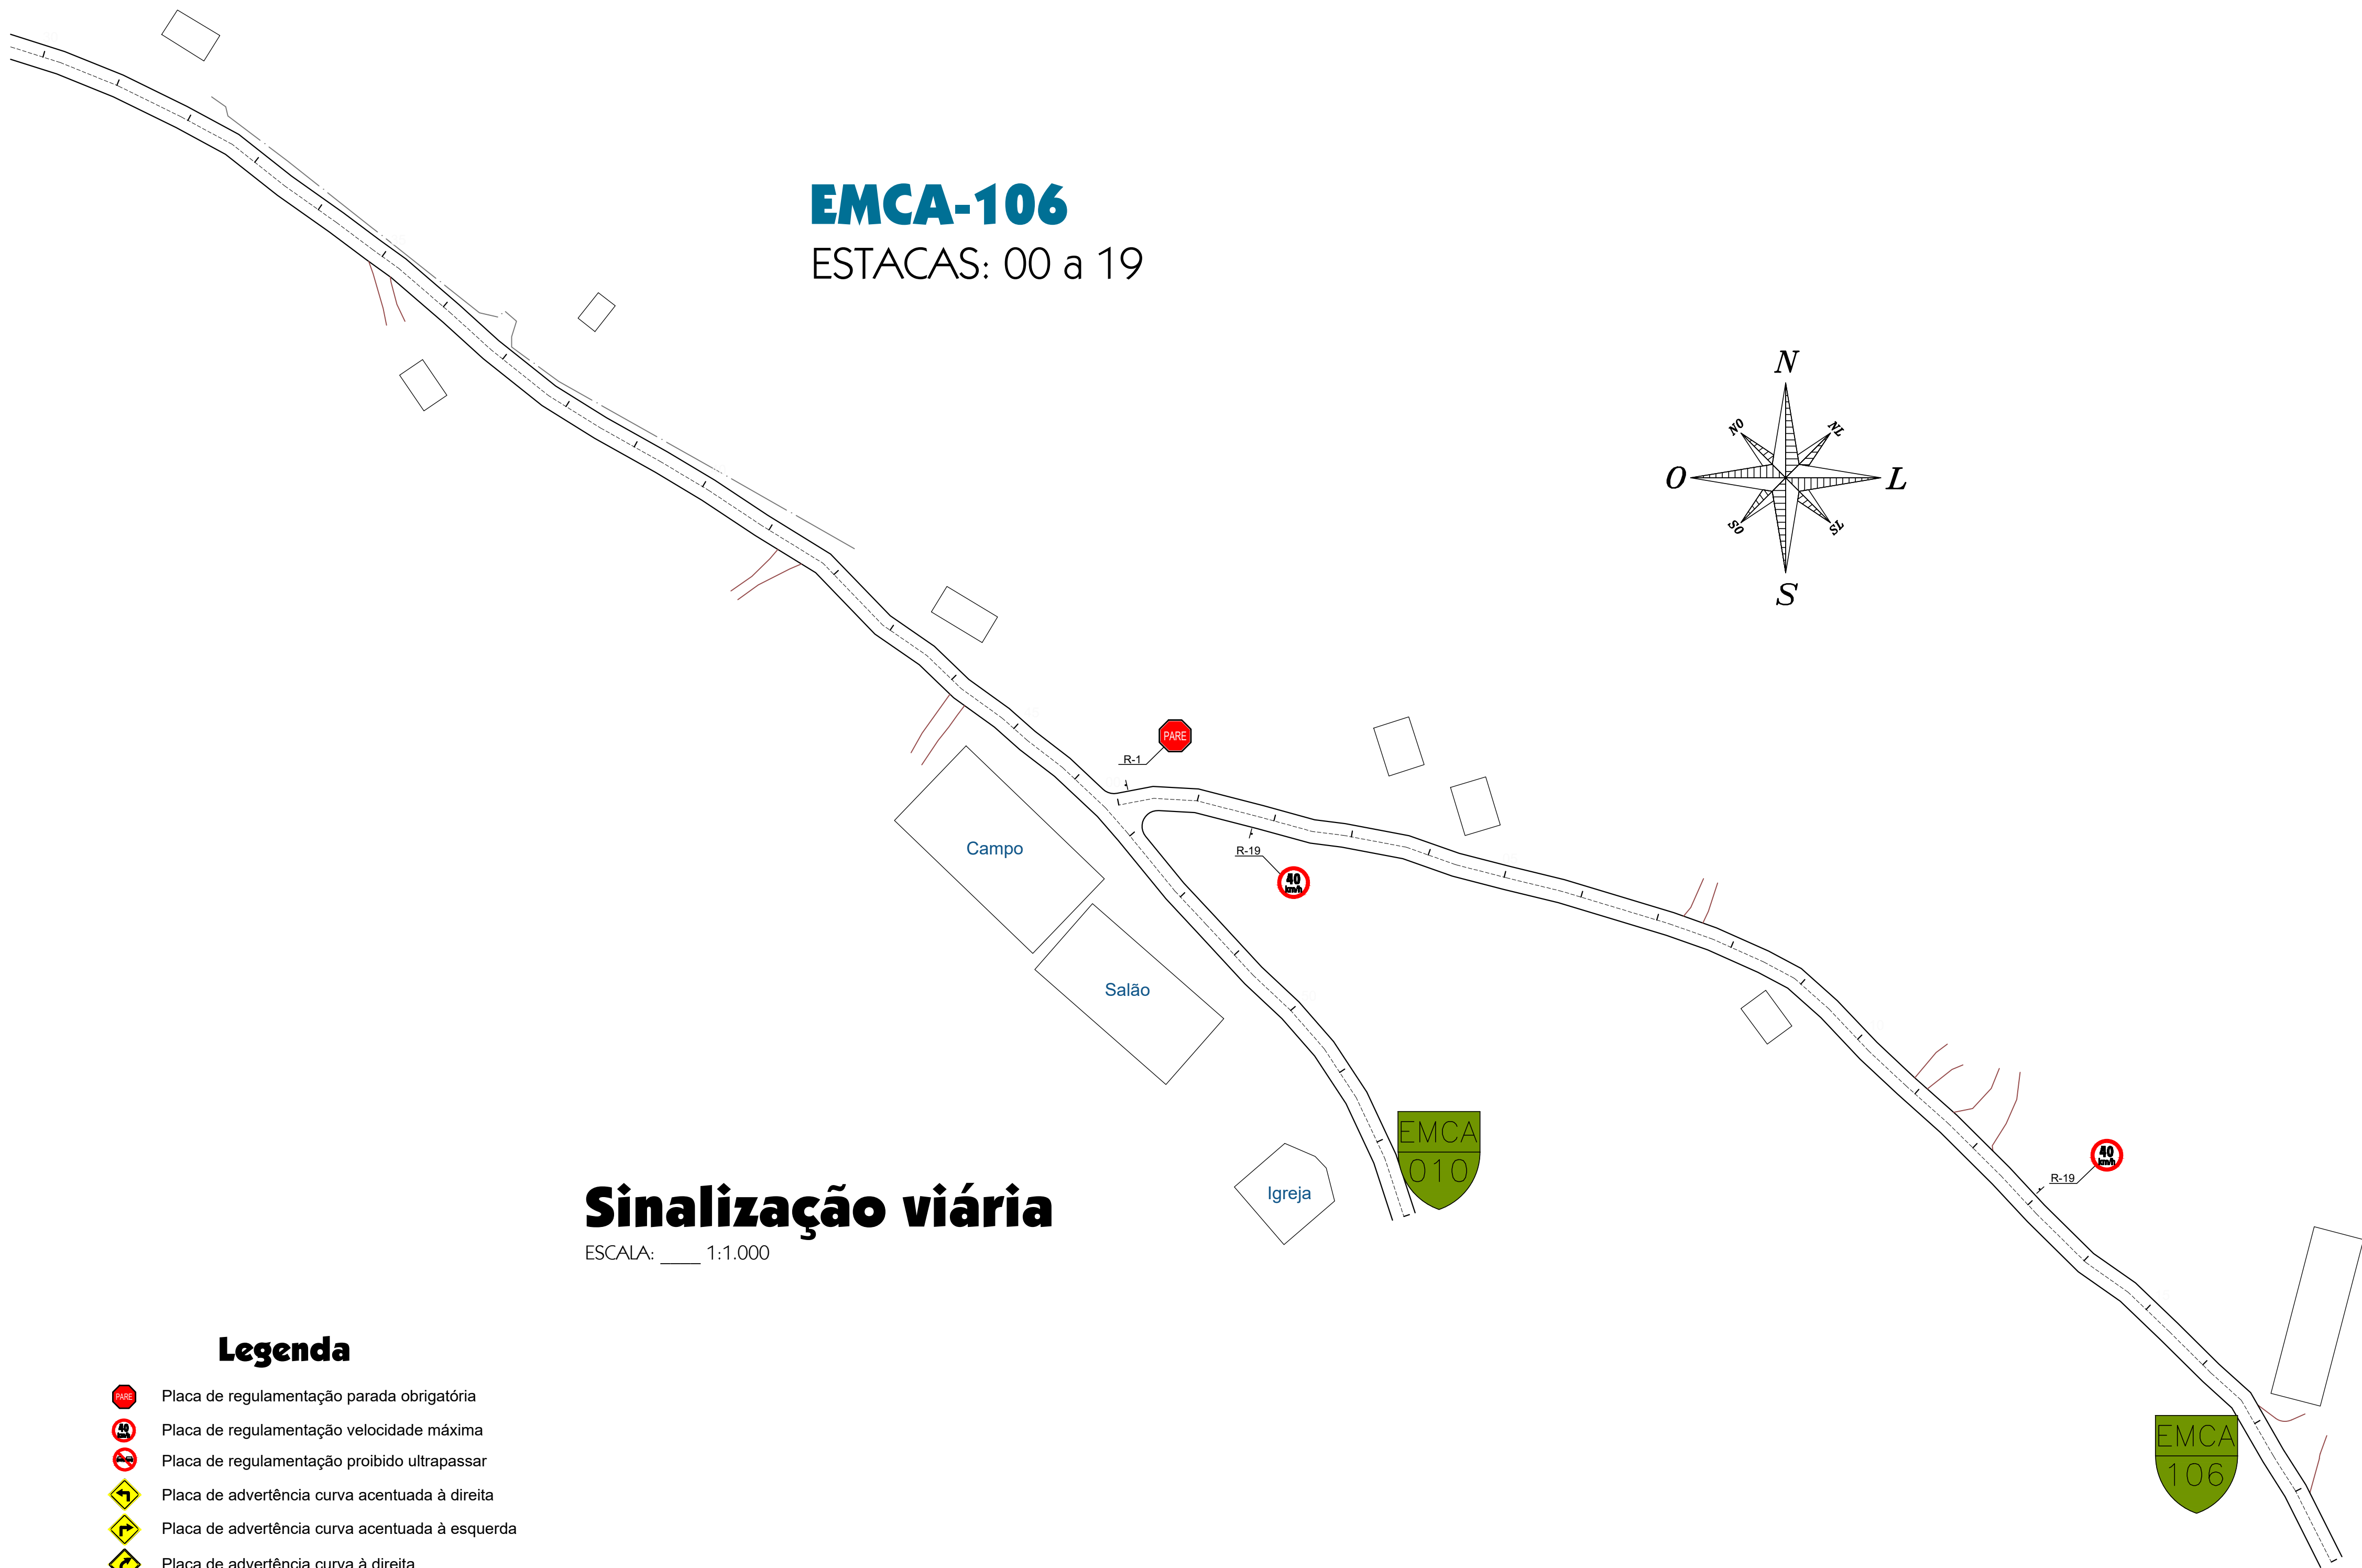 EMCA-106
ESTACAS: 00 a 19
N
NO
NL
O
L
SO
SL
S
PARE
R-1
R-19
40
km/h
Campo
Salão
Igreja
EMCA
010
R-19
40
km/h
EMCA
106
Sinalização viária
ESCALA: ____ 1:1.000
Legenda
PARE
Placa de regulamentação parada obrigatória
40
km/h
Placa de regulamentação velocidade máxima
Placa de regulamentação proibido ultrapassar
Placa de advertência curva acentuada à direita
Placa de advertência curva acentuada à esquerda
Placa de advertência curva à direita